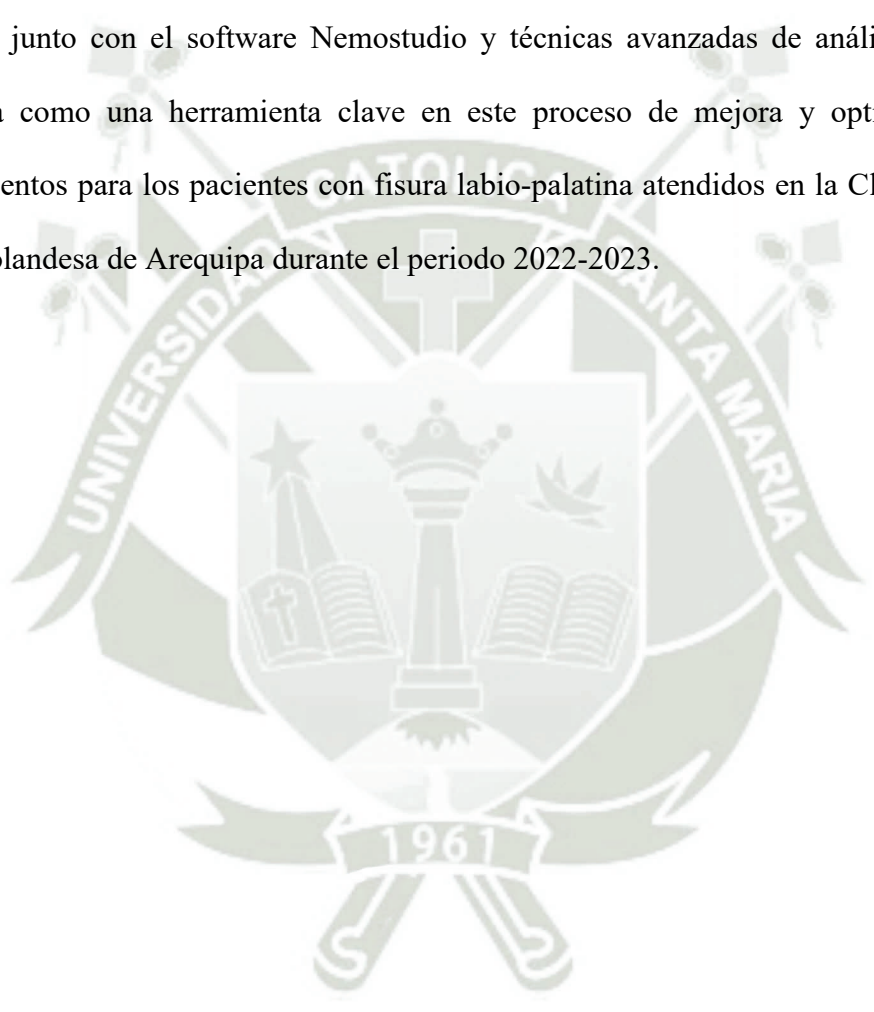 junto con el software Nemostudio y técnicas avanzadas de análi
a como una herramienta clave en este proceso de mejora y opti
entos para los pacientes con fisura labio-palatina atendidos en la Cl
olandesa de Arequipa durante el periodo 2022-2023.
UNIVERSIDAD CATOLICA SANTA MARIA
1961